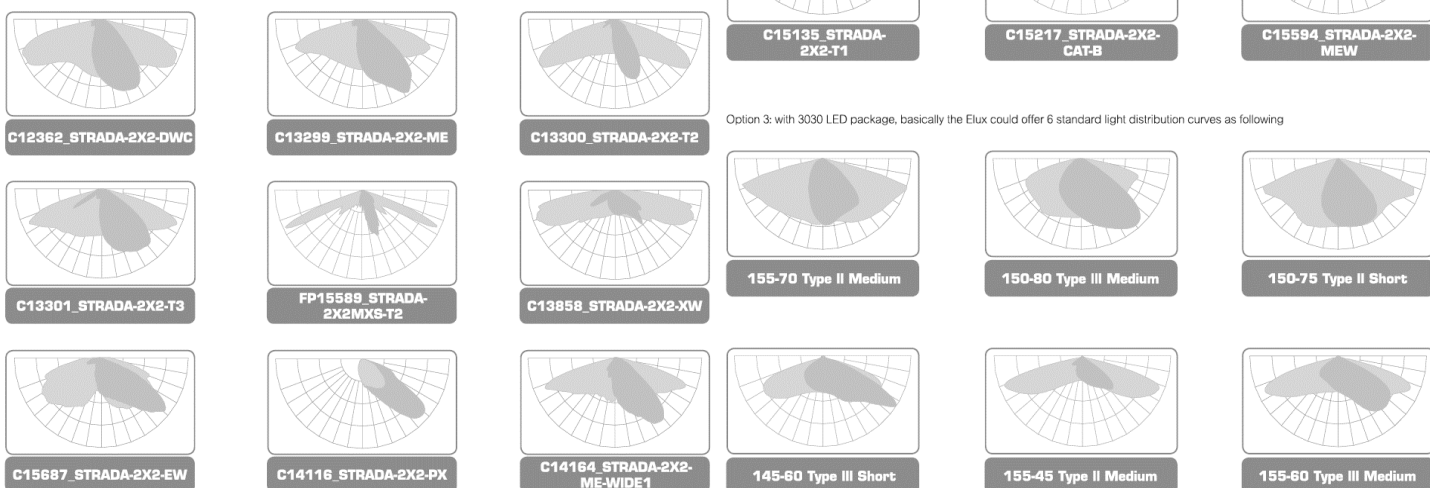 C12362_STRADA-2X2-DWC
C13299_STRADA-2X2-ME
C13300_STRADA-2X2-T2
C13301_STRADA-2X2-T3
FP15589_STRADA-
2X2MXS-T2
C13858_STRADA-2X2-XW
C15687_STRADA-2X2-EW
C14116_STRADA-2X2-PX
C14164_STRADA-2X2-
ME-WIDE1
C15135_STRADA-
2X2-T1
C15217_STRADA-2X2-
CAT-B
C15594_STRADA-2X2-
MEW
Option 3: with 3030 LED package, basically the Elux could offer 6 standard light distribution curves as following
155-70 Type II Medium
150-80 Type III Medium
150-75 Type II Short
145-60 Type III Short
155-45 Type II Medium
155-60 Type III Medium